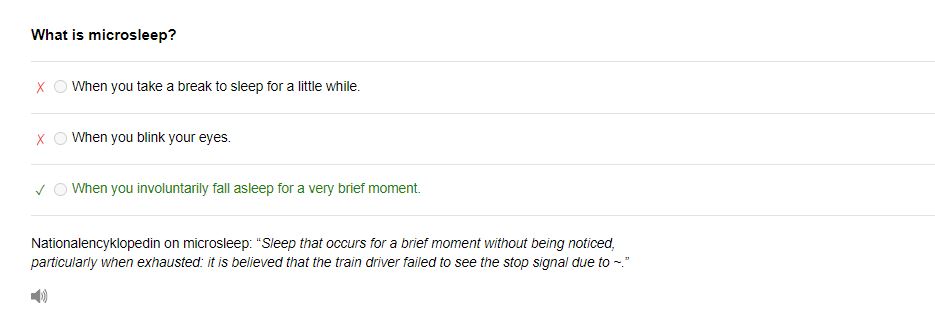 What is microsleep?
When you take a break to sleep for a little while.
When you blink your eyes.
When you involuntarily fall asleep for a very brief moment.
Nationalencyklopedin on microsleep: “Sleep that occurs for a brief moment without being noticed,
particularly when exhausted: it is believed that the train driver failed to see the stop signal due to ~.”